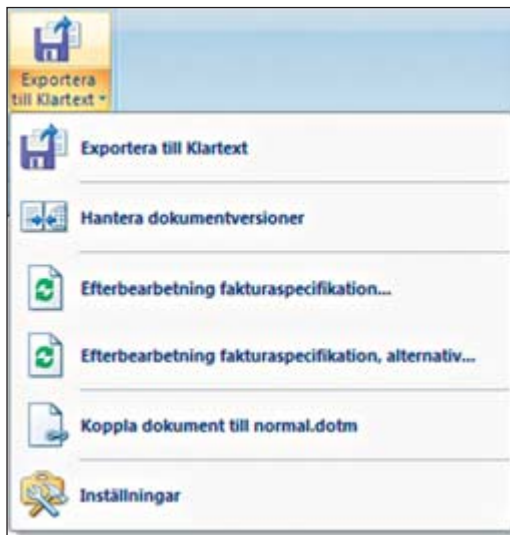 Exportera
till Klartext
Exportera till Klartext
Hantera dokumentversioner
Efterbearbetning fakturaspecifikation...
Efterbearbetning fakturaspecifikation, alternativ...
Koppla dokument till normal.dotm
Inställningar